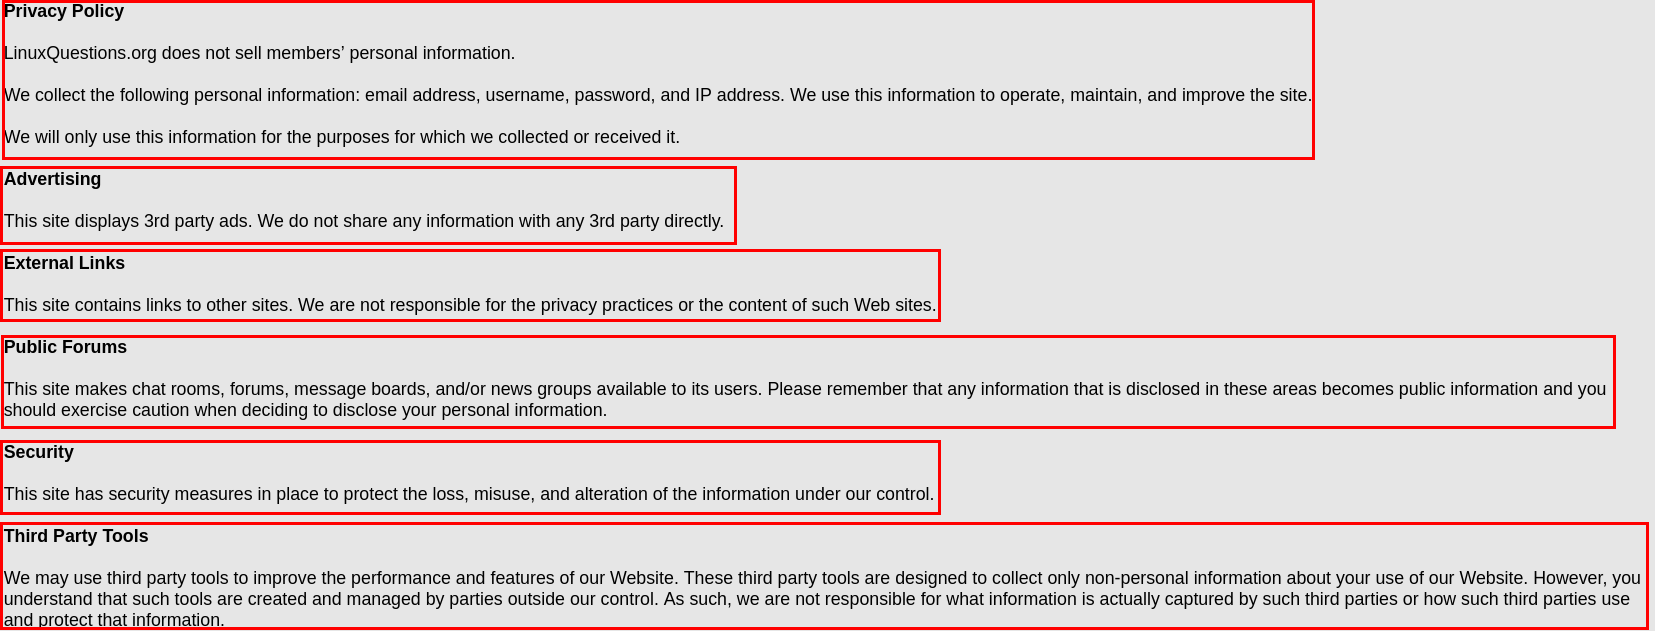 Privacy Policy
LinuxQuestions.org does not sell members’ personal information.
We collect the following personal information: email address, username, password, and IP address. We use this information to operate, maintain, and improve the site.
We will only use this information for the purposes for which we collected or received it.
Advertising
This site displays 3rd party ads. We do not share any information with any 3rd party directly.
External Links
This site contains links to other sites. We are not responsible for the privacy practices or the content of such Web sites.
Public Forums
This site makes chat rooms, forums, message boards, and/or news groups available to its users. Please remember that any information that is disclosed in these areas becomes public information and you
should exercise caution when deciding to disclose your personal information.
Security
This site has security measures in place to protect the loss, misuse, and alteration of the information under our control.
Third Party Tools
We may use third party tools to improve the performance and features of our Website. These third party tools are designed to collect only non-personal information about your use of our Website. However, you
understand that such tools are created and managed by parties outside our control. As such, we are not responsible for what information is actually captured by such third parties or how such third parties use
and protect that information.